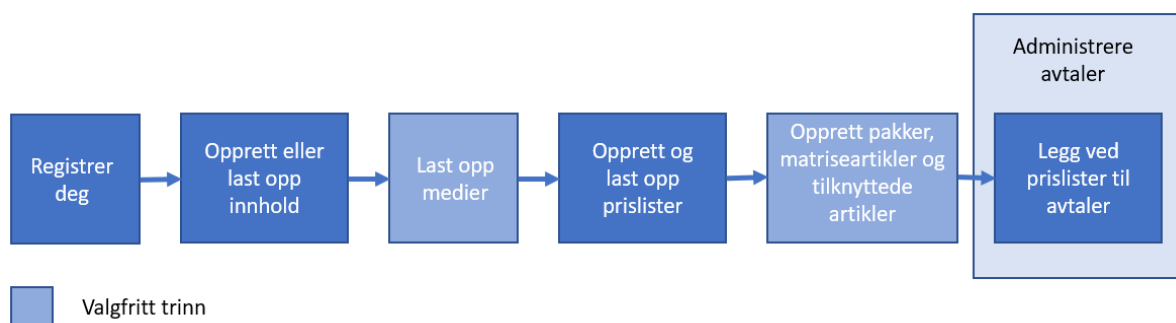 Administrere
avtaler
Registrer
deg
Opprett eller
last opp
innhold
Last opp
medier
Opprett og
last opp
prislister
Opprett pakker,
matriseartikler og
tilknyttede
artikler
Legg ved
prislister til
avtaler
Valgfritt trinn